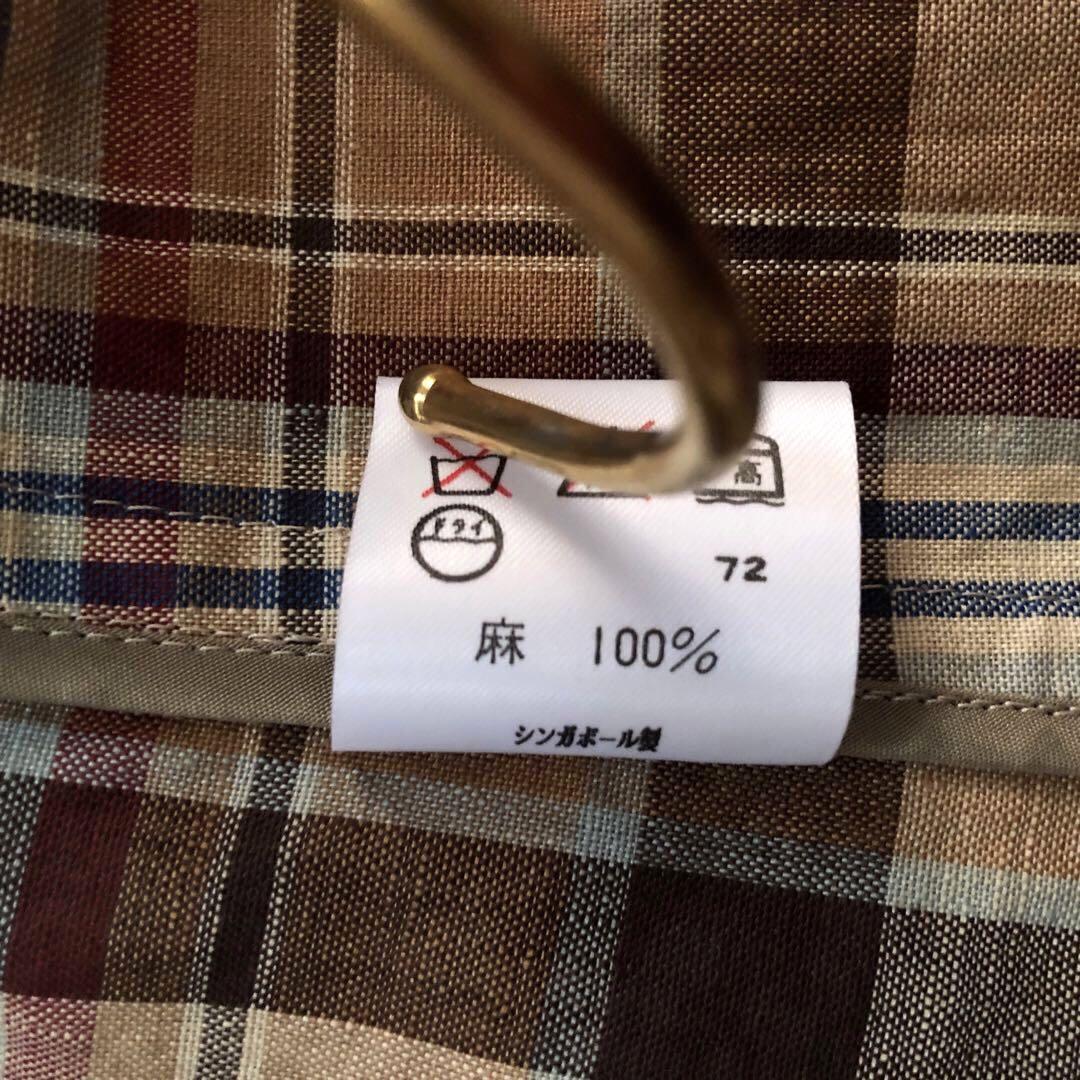 高
ドライ
72
麻 100%
シンガポール製